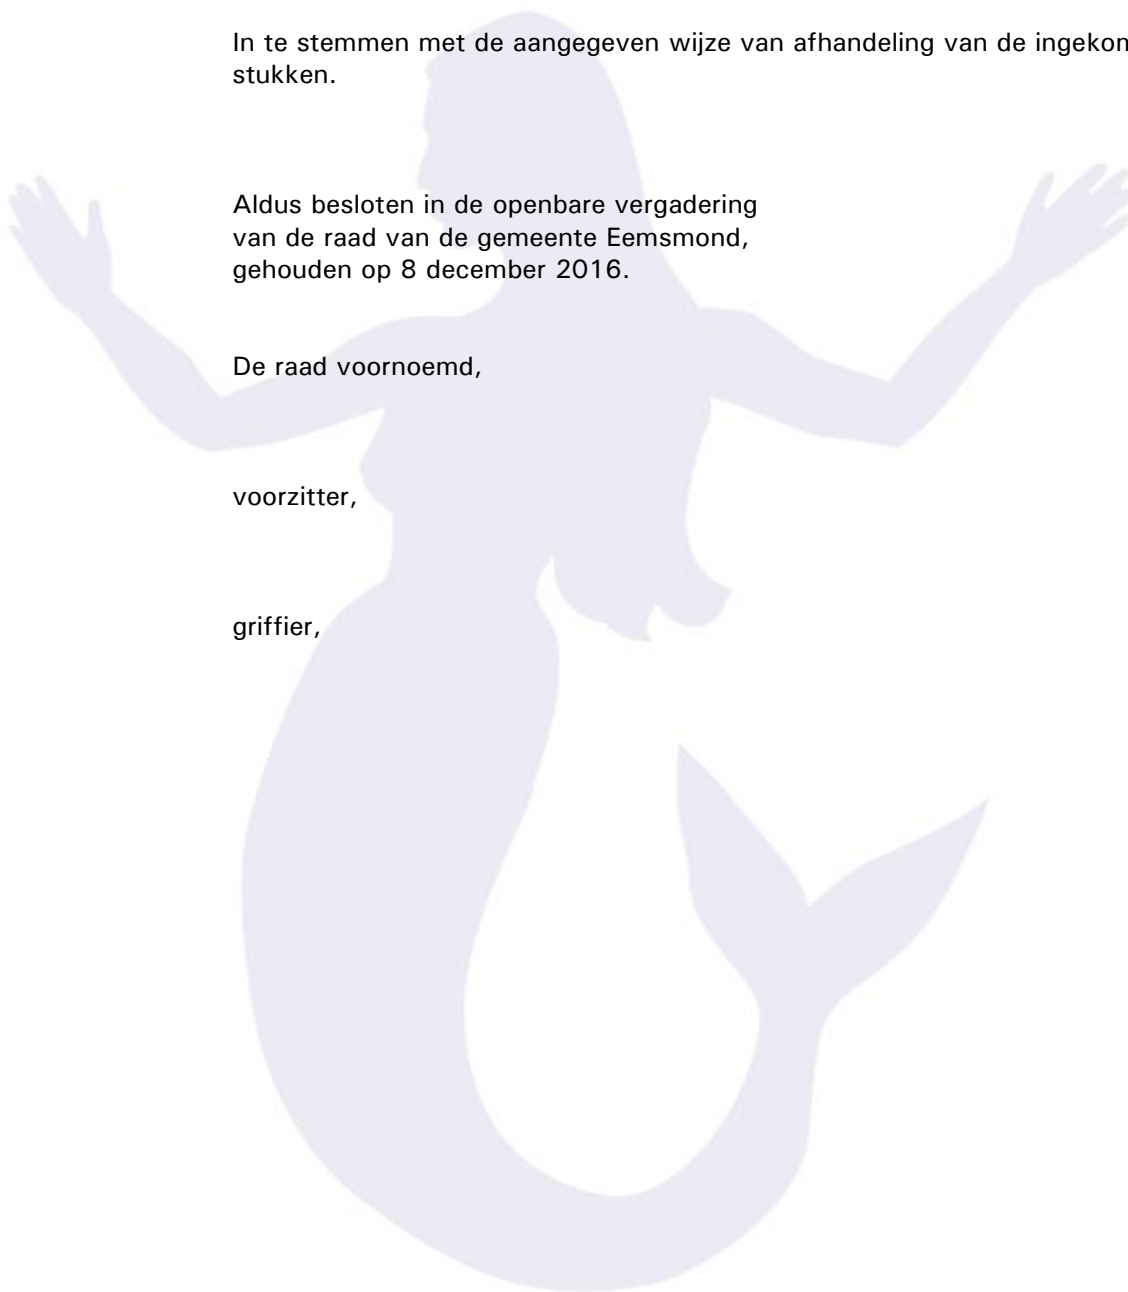 In te stemmen met de aangegeven wijze van afhandeling van de ingekon
stukken.
Aldus besloten in de openbare vergadering
van de raad van de gemeente Eemsmond,
gehouden op 8 december 2016.
De raad voornoemd,
voorzitter,
griffier,